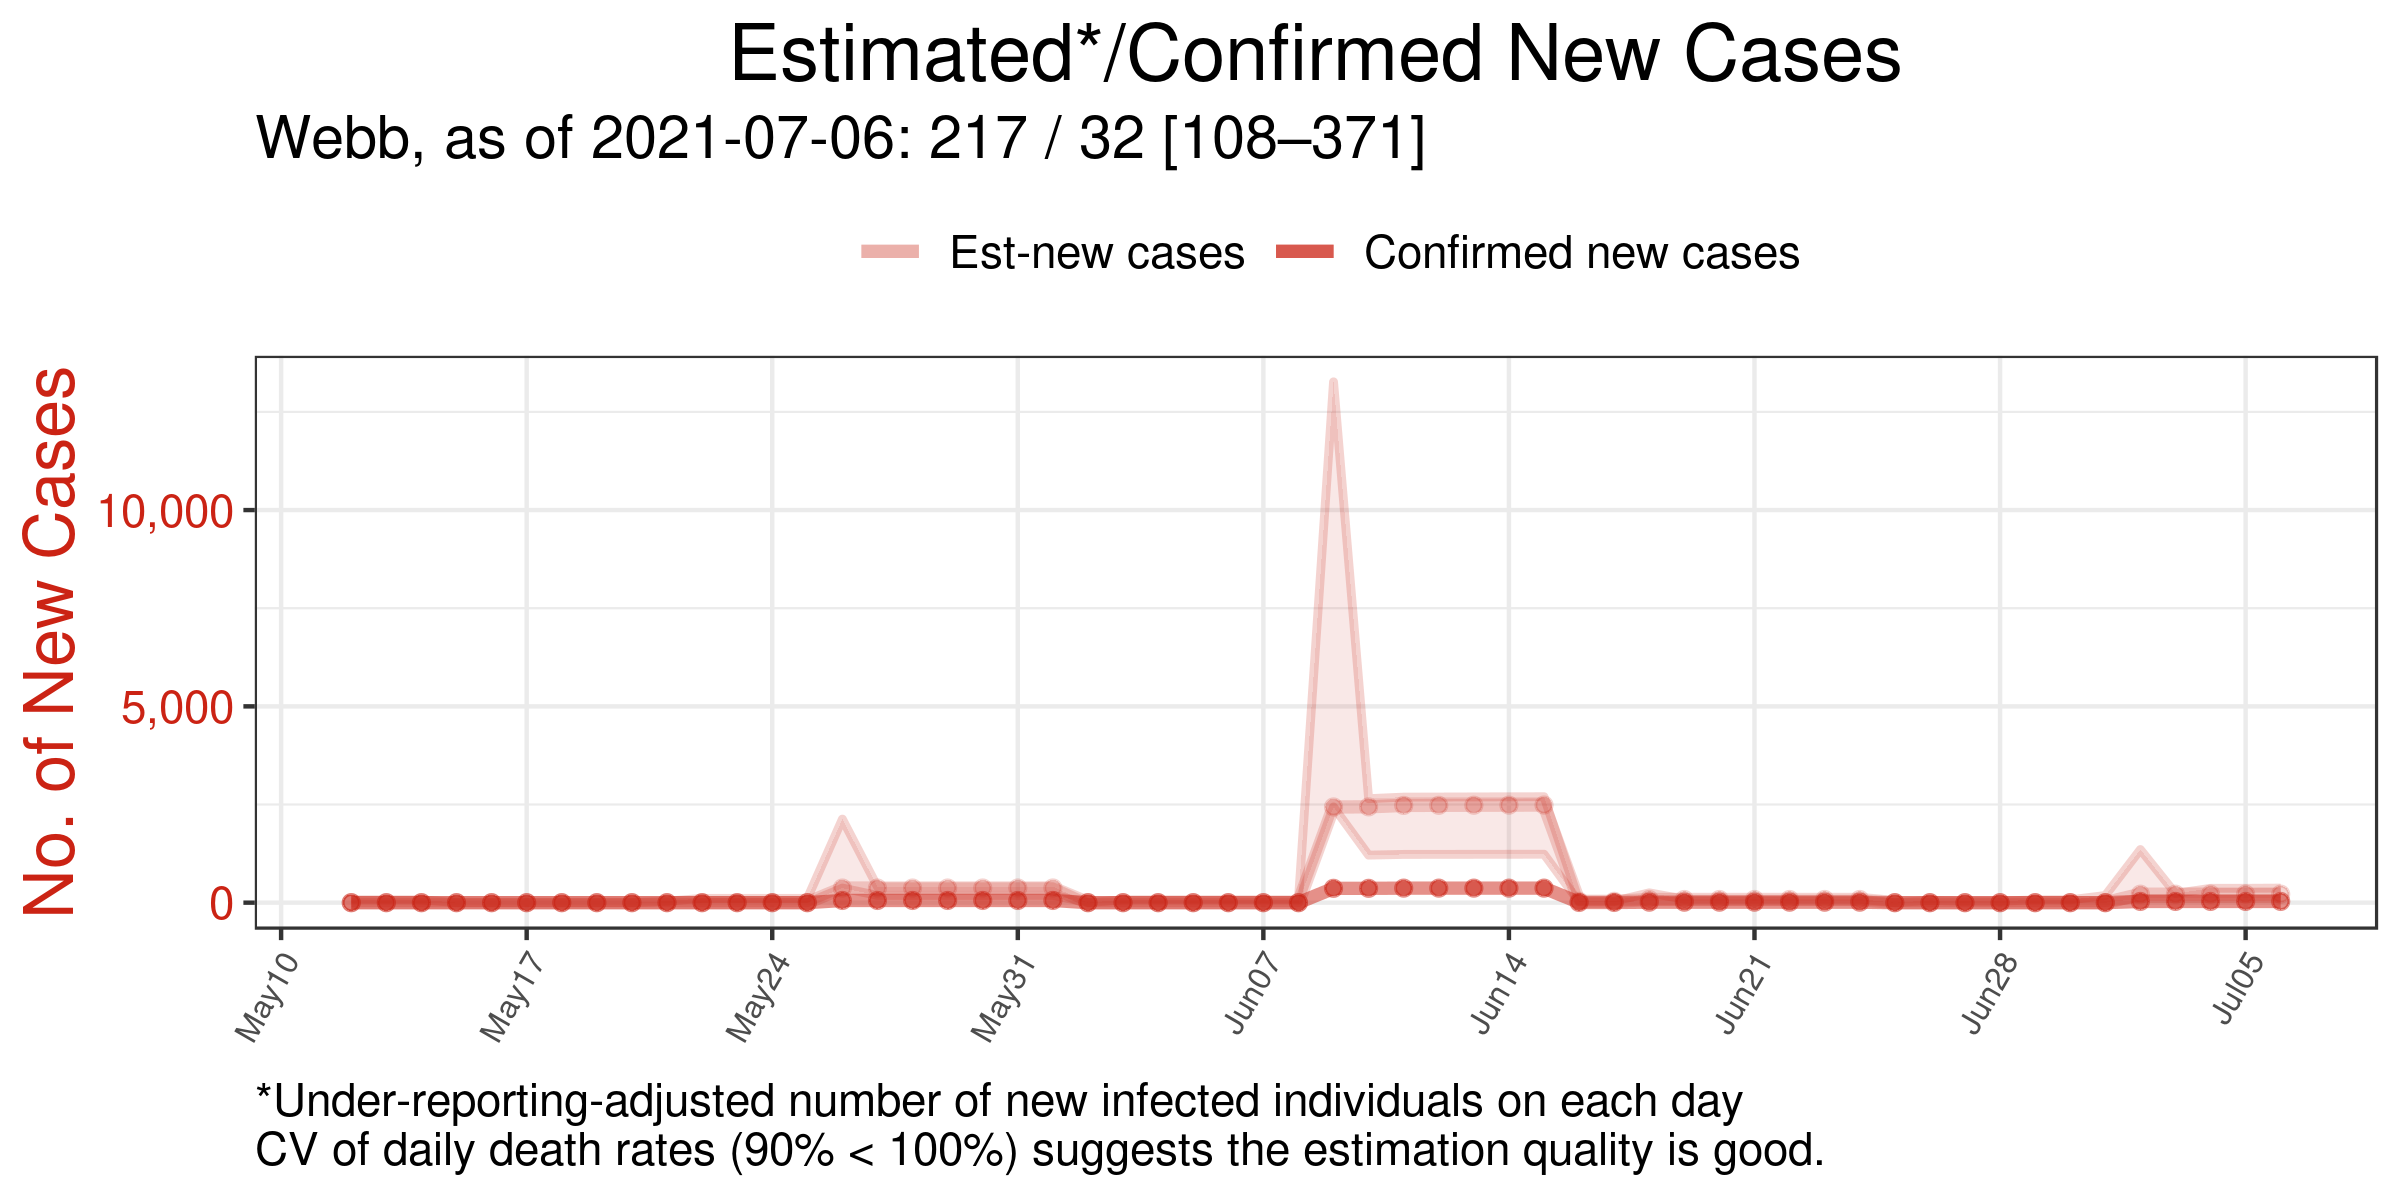 Estimated*/Confirmed New Cases
Webb, as of 2021-07-06: 217 / 32 [108–371]
Est-new cases
Confirmed new cases
No. of New Cases
10,000
5,000
0
May10
May17
May24
May31
Jun07
Jun14
Jun21
Jun28
Jul05
*Under-reporting-adjusted number of new infected individuals on each day
CV of daily death rates (90% < 100%) suggests the estimation quality is good.